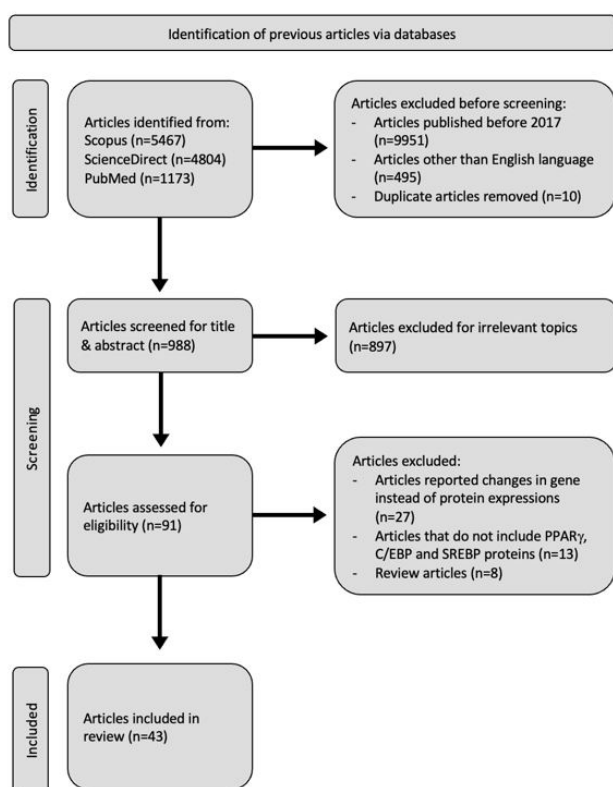 Identification of previous articles via databases
Identification
Articles identified from:
Scopus (n=5467)
ScienceDirect (n=4804)
PubMed (n=1173)
Articles excluded before screening:
- Articles published before 2017
(n=9951)
- Articles other than English language
(n=495)
- Duplicate articles removed (n=10)
Screening
Articles screened for title
& abstract (n=988)
Articles excluded for irrelevant topics
(n=897)
Articles assessed for
eligibility (n=91)
Articles excluded:
- Articles reported changes in gene
instead of protein expressions
(n=27)
- Articles that do not include PPARγ,
C/EBP and SREBP proteins (n=13)
- Review articles (n=8)
Included
Articles included in
review (n=43)